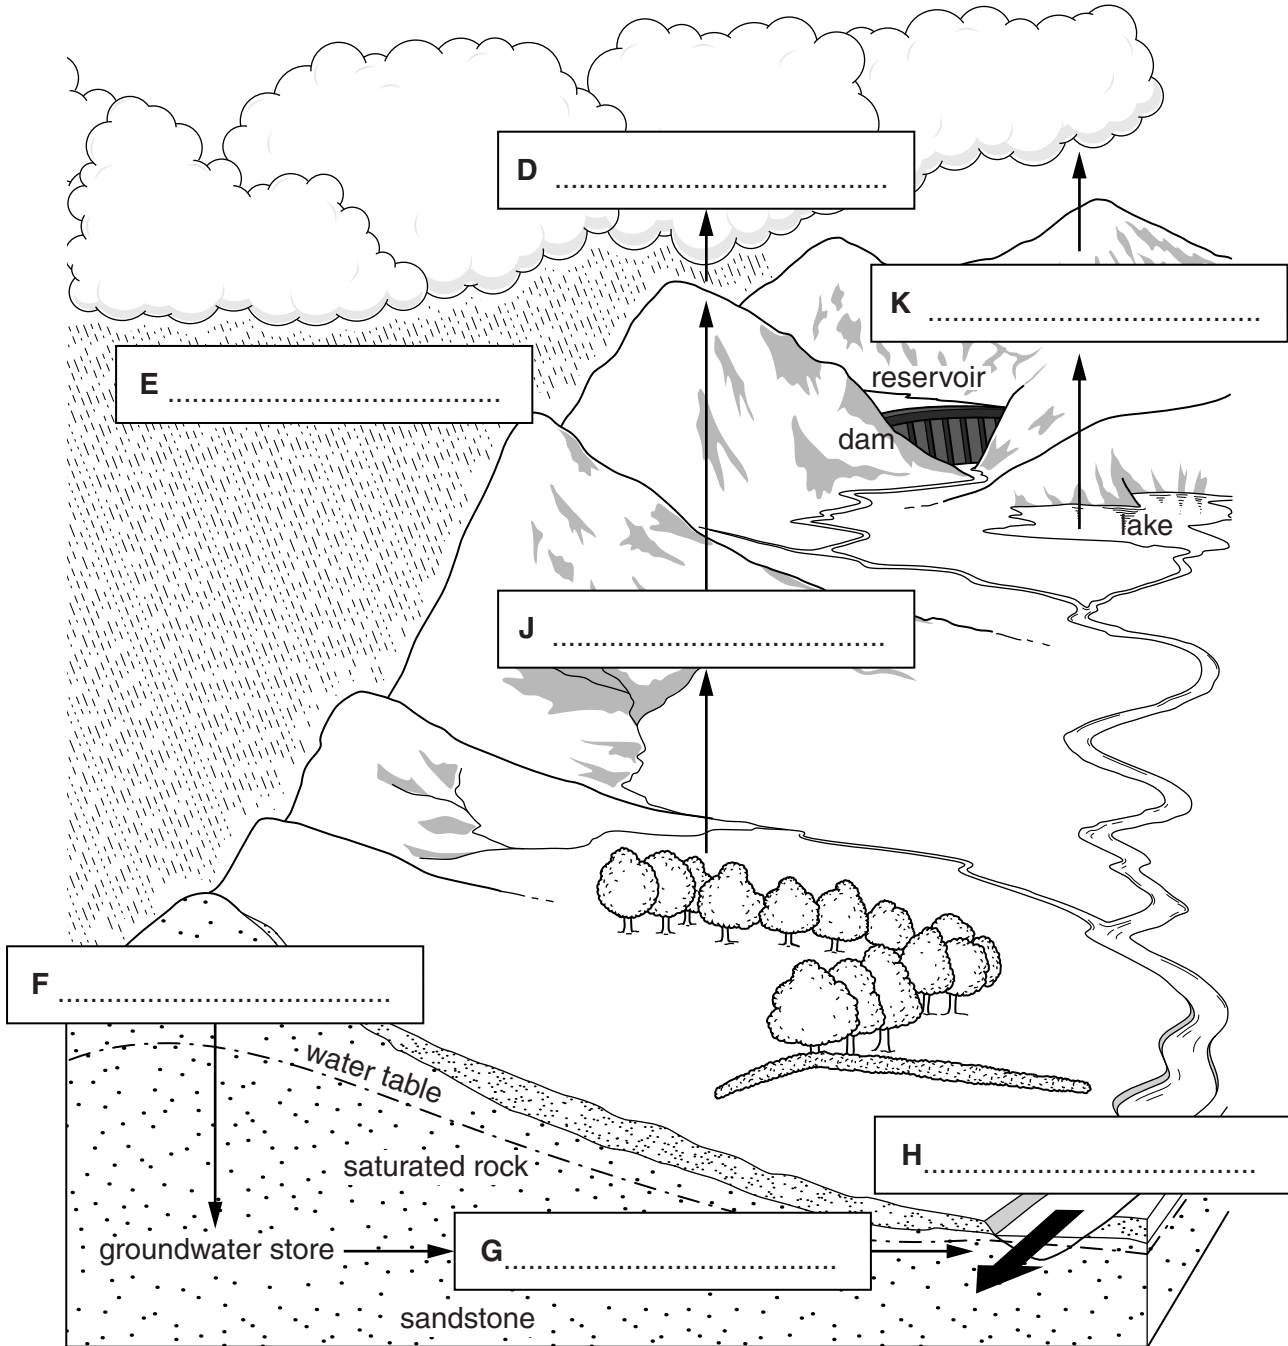 D ..........................................
K ..........................................
E ..........................................
reservoir
dam
lake
J ..........................................
F ..........................................
water table
H..........................................
saturated rock
groundwater store
G..........................................
sandstone